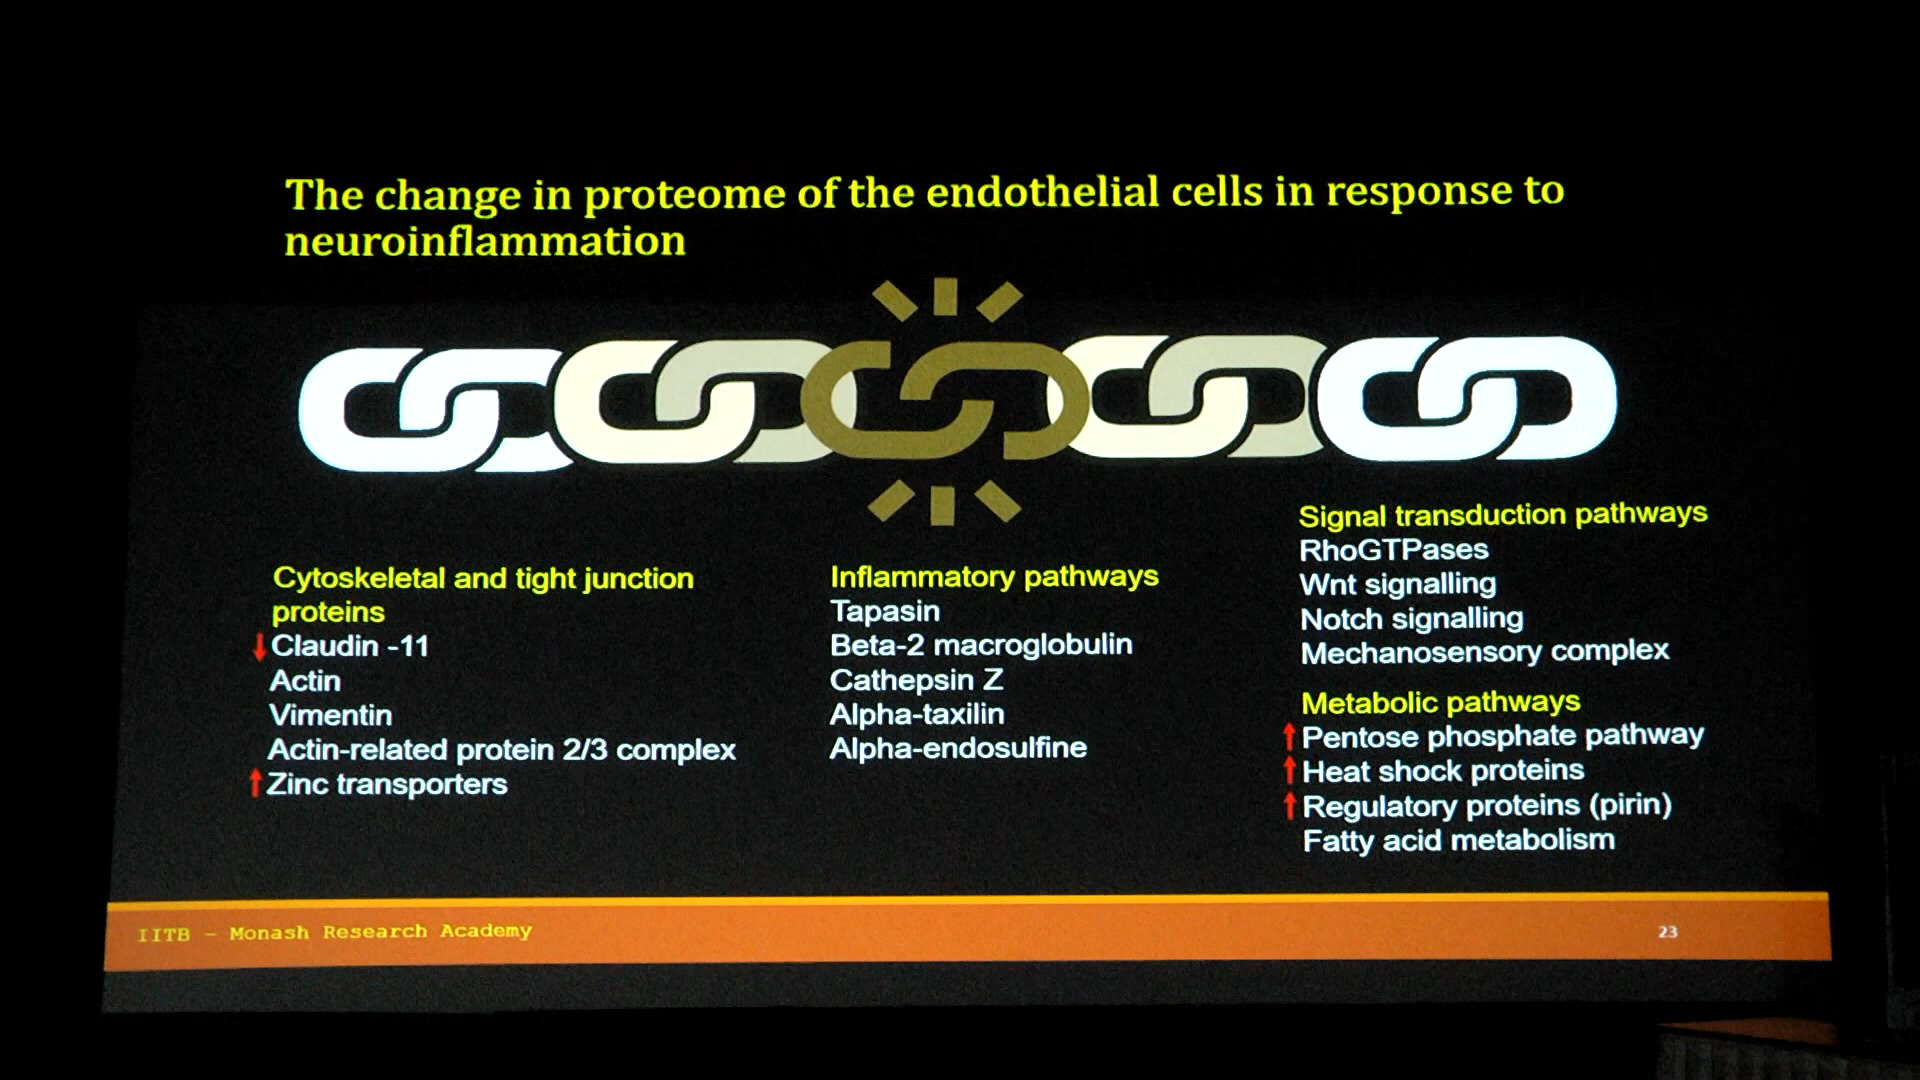 The change in proteome of the endothelial cells in response to
neuroinflammation
Cytoskeletal and tight junction
proteins
↓Claudin -11
Actin
Vimentin
Actin-related protein 2/3 complex
↑Zinc transporters
Inflammatory pathways
Tapasin
Beta-2 macroglobulin
Cathepsin Z
Alpha-taxilin
Alpha-endosulfine
Signal transduction pathways
RhoGTPases
Wnt signalling
Notch signalling
Mechanosensory complex
Metabolic pathways
↑Pentose phosphate pathway
↑Heat shock proteins
↑Regulatory proteins (pirin)
Fatty acid metabolism
IITB – Monash Research Academy
23